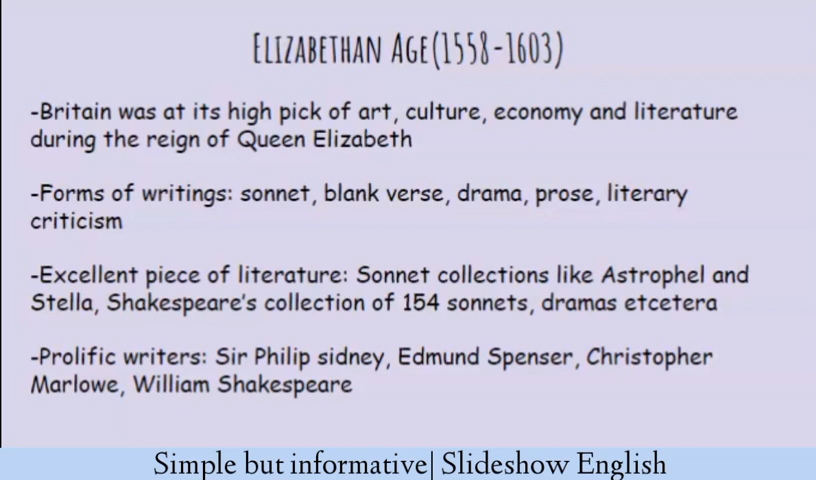 ELIZABETHAN AGE(1558-1603)
-Britain was at its high pick of art, culture, economy and literature
during the reign of Queen Elizabeth
-Forms of writings: sonnet, blank verse, drama, prose, literary
criticism
-Excellent piece of literature: Sonnet collections like Astrophel and
Stella, Shakespeare's collection of 154 sonnets, dramas etcetera
-Prolific writers: Sir Philip sidney, Edmund Spenser, Christopher
Marlowe, William Shakespeare
Simple but informative| Slideshow English